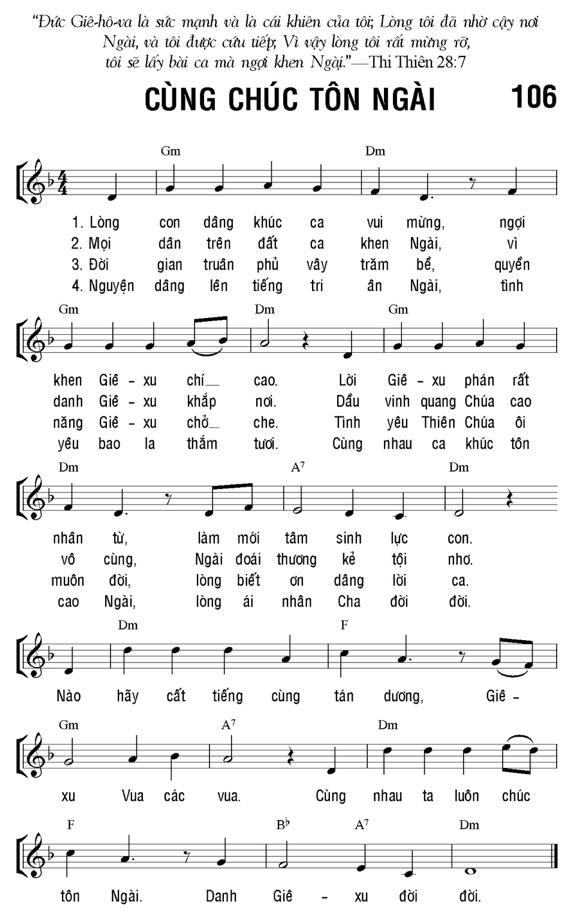 “Đức Giê-hô-va là sức mạnh và là cái khiên của tôi; Lòng tôi đã nhờ cậy nơi
Ngài, và tôi được cứu tiếp; Vì vậy lòng tôi rất mừng rỡ,
tôi sẽ lấy bài ca mà ngợi khen Ngài.”—Thi Thiên 28:7
CÙNG CHÚC TÔN NGÀI 106
Gm Dm
4 4
1. Lòng con dâng khúc ca vui mừng, ngợi
2. Mọi dân trên đất ca khen Ngài, vì
3. Đời gian truân phủ vây trăm bề, quyền
4. Nguyện dâng lên tiếng tri ân Ngài, tình
Gm Dm Gm
khen Giê-xu chí cao. Lời Giê-xu phán rất
danh Giê-xu khắp nơi. Dẩu vinh quang Chúa cao
năng Giê-xu chở che. Tình yêu Thiên Chúa ôi
yêu bao la thắm tươi. Cùng nhau ca khúc tôn
Dm A7 Dm
nhân từ, làm mới tâm sinh lực con.
vô cùng, Ngài đoái thương kẻ tội nhơ.
muôn đời, lòng biết ơn dâng lời ca.
cao Ngài, lòng ái nhân Cha đời đời.
Dm F
Nào hãy cất tiếng cùng tán dương, Giê-
Gm A7 Dm
xu Vua các vua. Cùng nhau ta luôn chúc
F Bb A7 Dm
tôn Ngài. Danh Giê-xu đời đời.